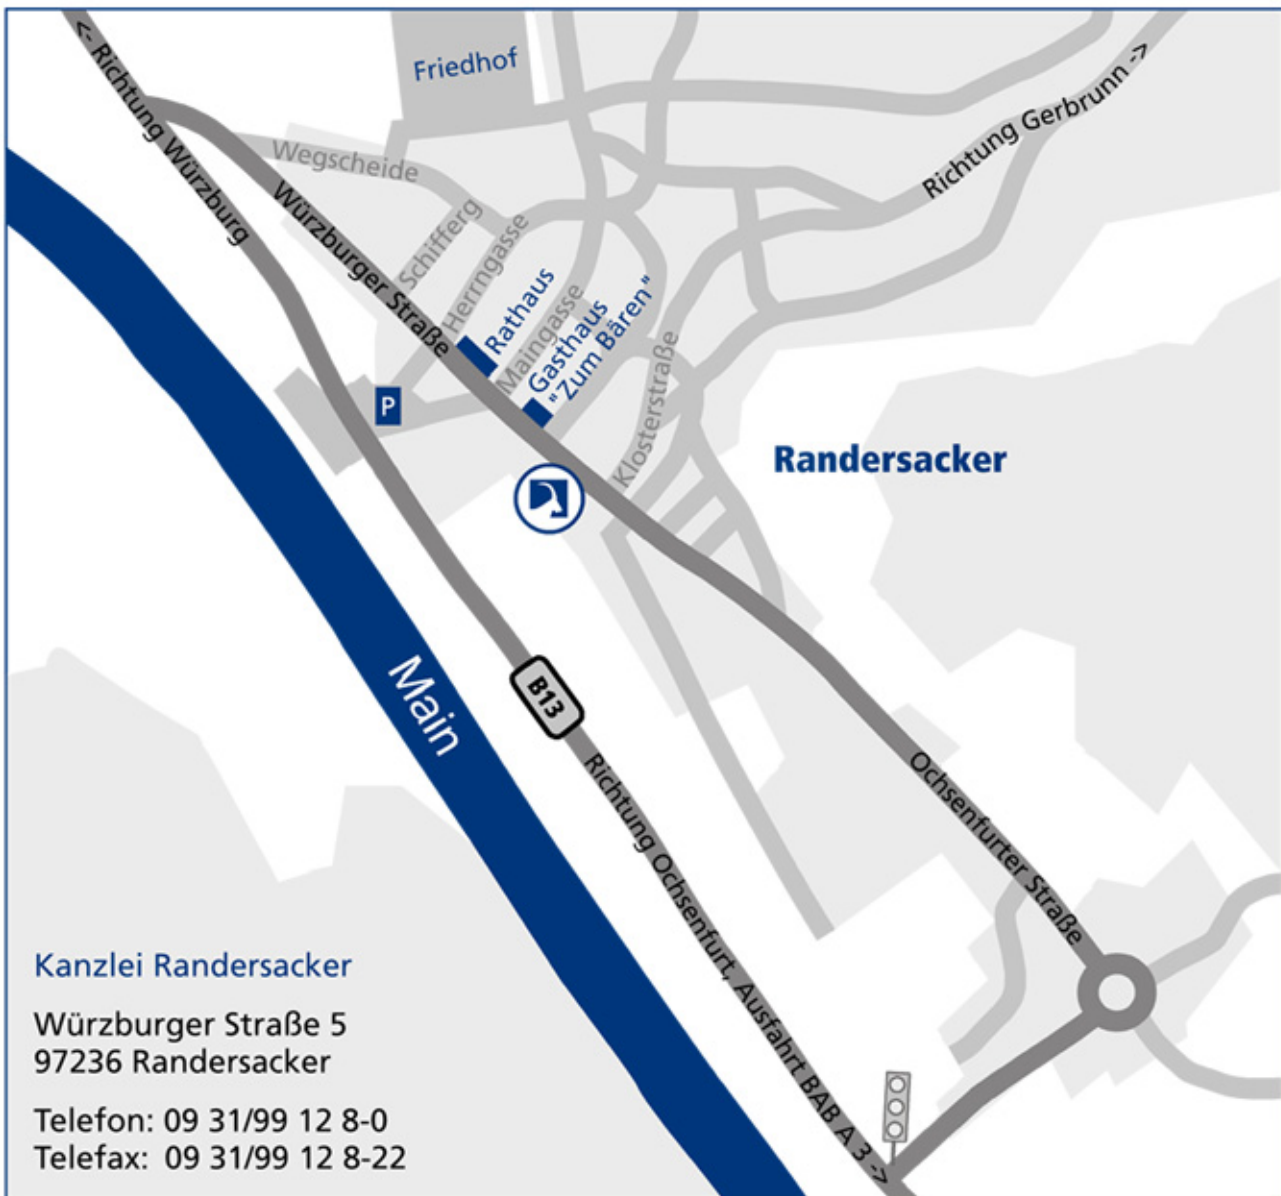 Friedhof
<- Richtung Würzburg
Richtung Gerbrunn ->
Wegscheide
Würzburger Straße
Schifferg
Herrngasse
Rathaus
Maingasse
Gasthaus
"Zum Bären"
Klosterstraße
P
Randersacker
Main
B13
Richtung Ochsenfurt, Ausfahrt BAB A 3 ->
Ochsenfurter Straße
Kanzlei Randersacker
Würzburger Straße 5
97236 Randersacker
Telefon: 09 31/99 12 8-0
Telefax: 09 31/99 12 8-22